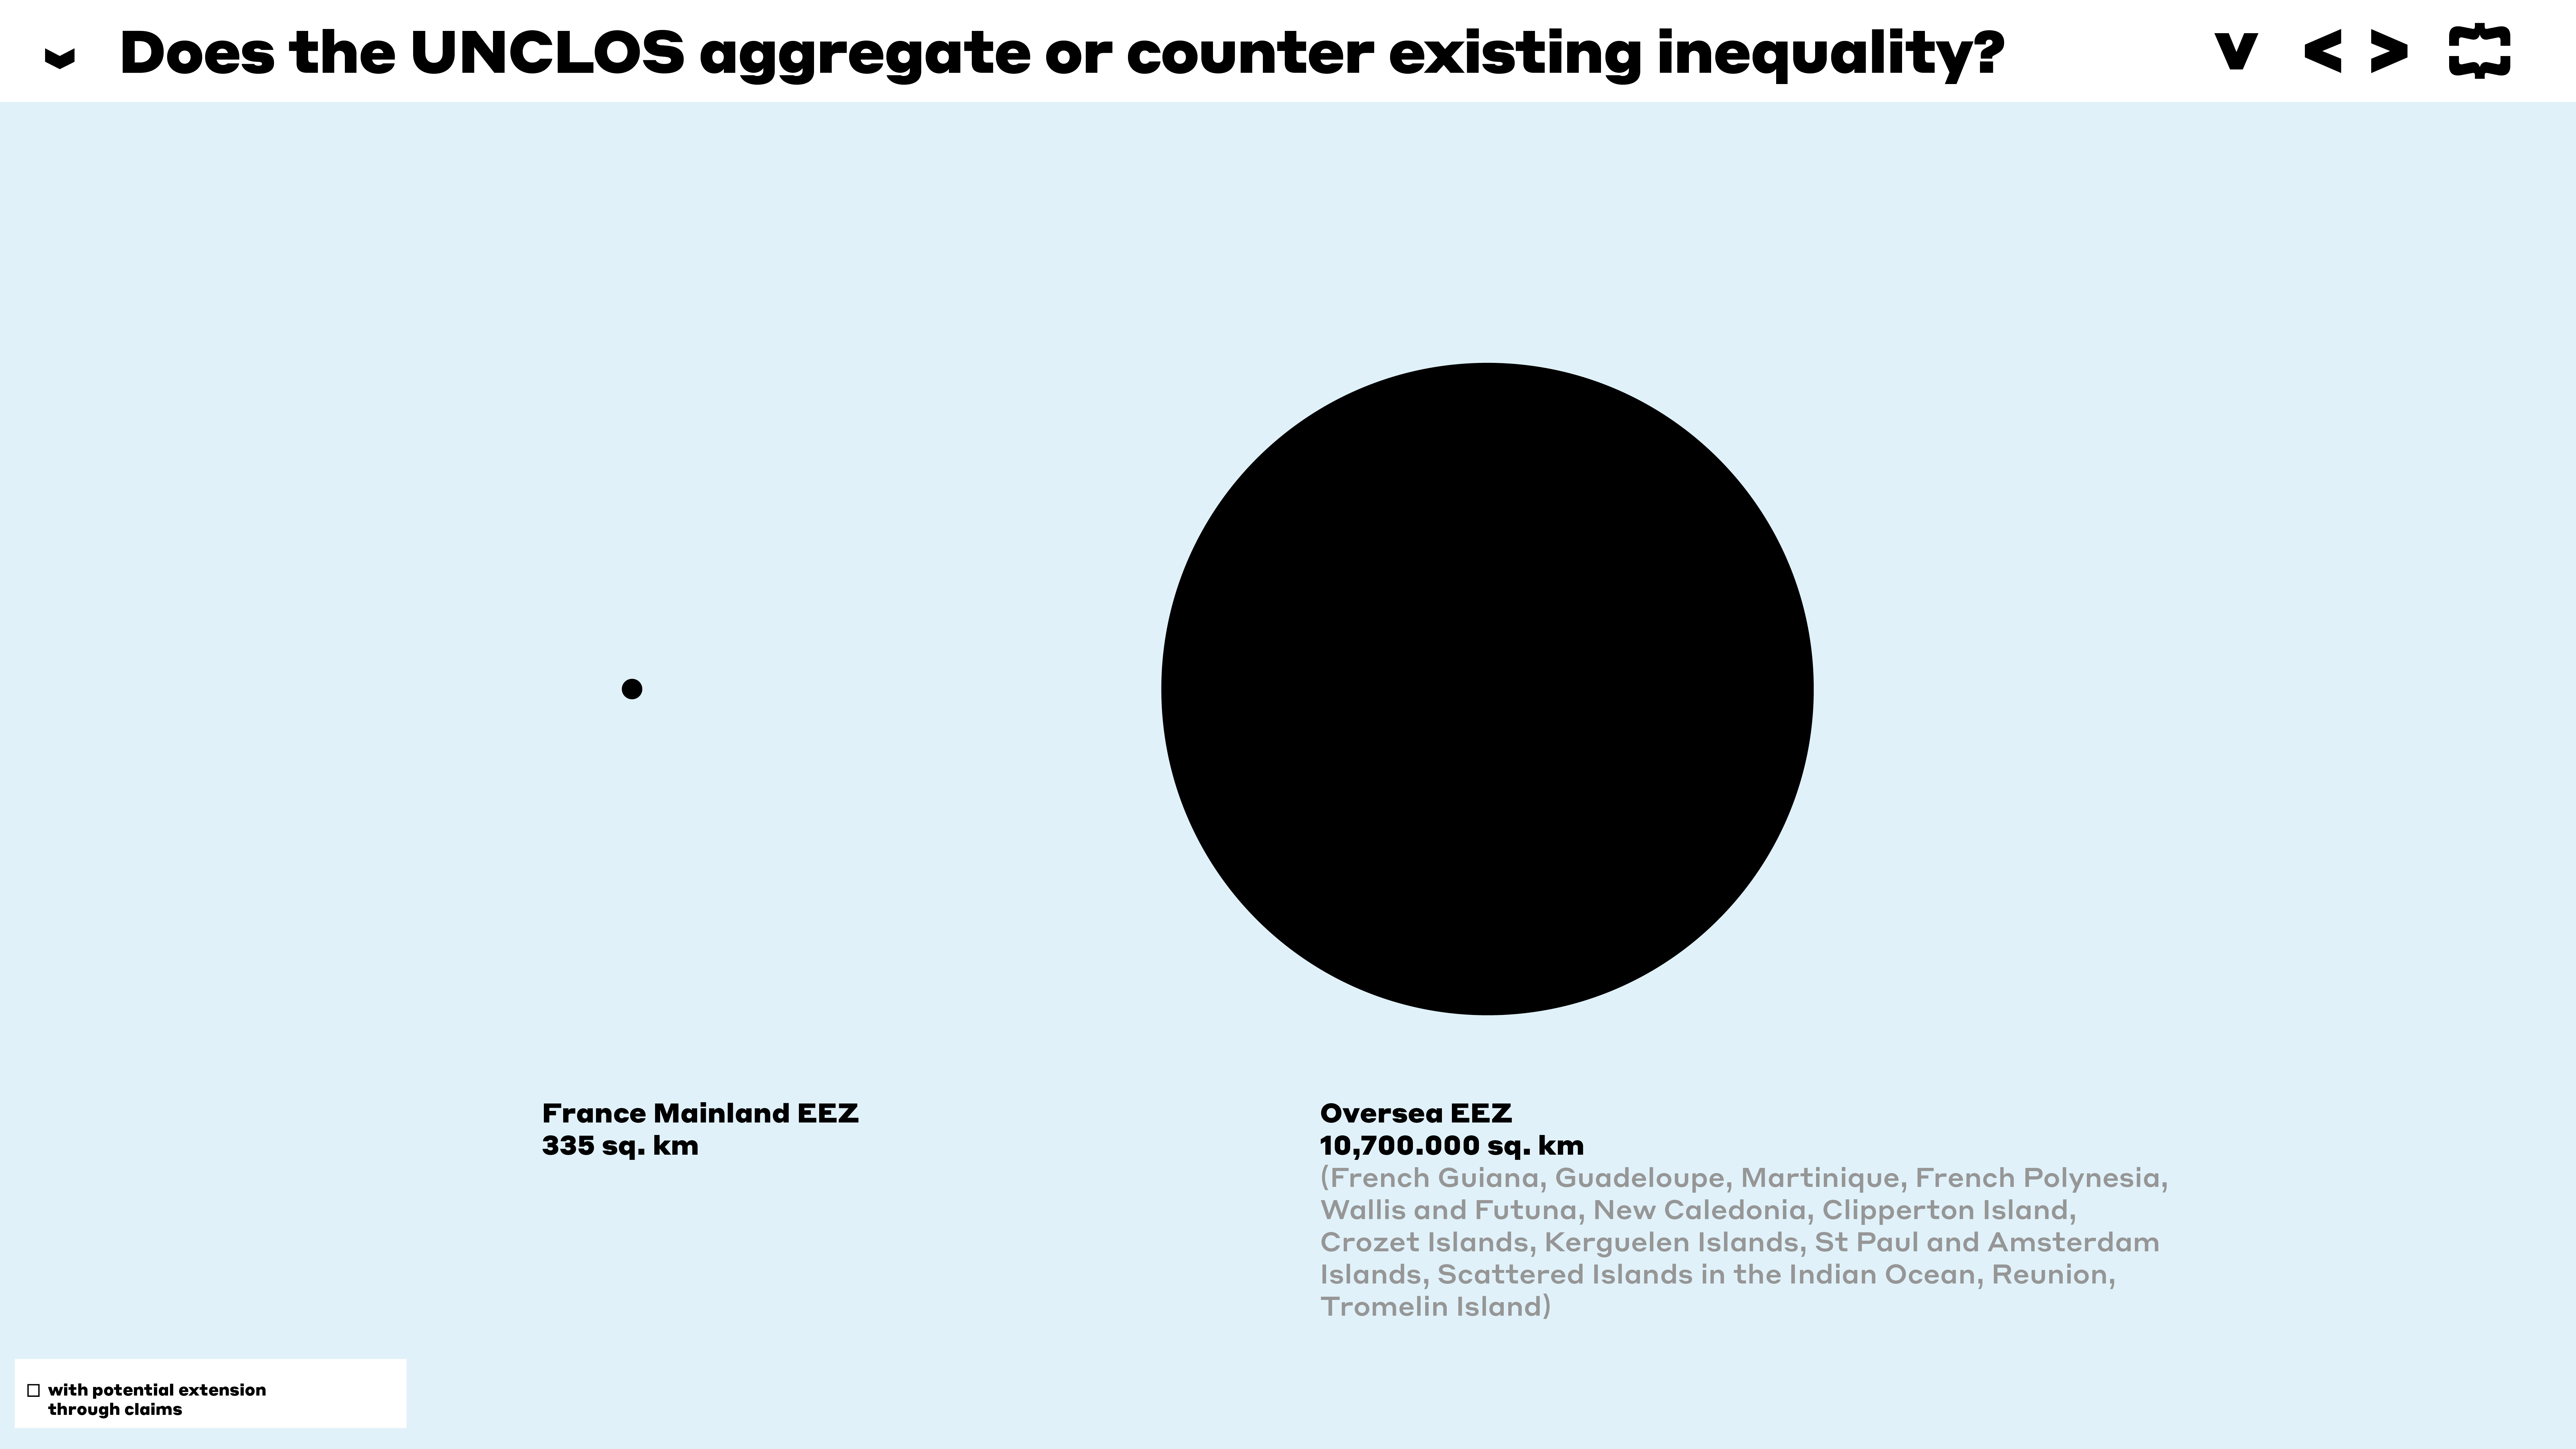 Does the UNCLOS aggregate or counter existing inequality?
v < >
France Mainland EEZ
335 sq. km
Oversea EEZ
10,700.000 sq. km
(French Guiana, Guadeloupe, Martinique, French Polynesia,
Wallis and Futuna, New Caledonia, Clipperton Island,
Crozet Islands, Kerguelen Islands, St Paul and Amsterdam
Islands, Scattered Islands in the Indian Ocean, Reunion,
Tromelin Island)
with potential extension
through claims